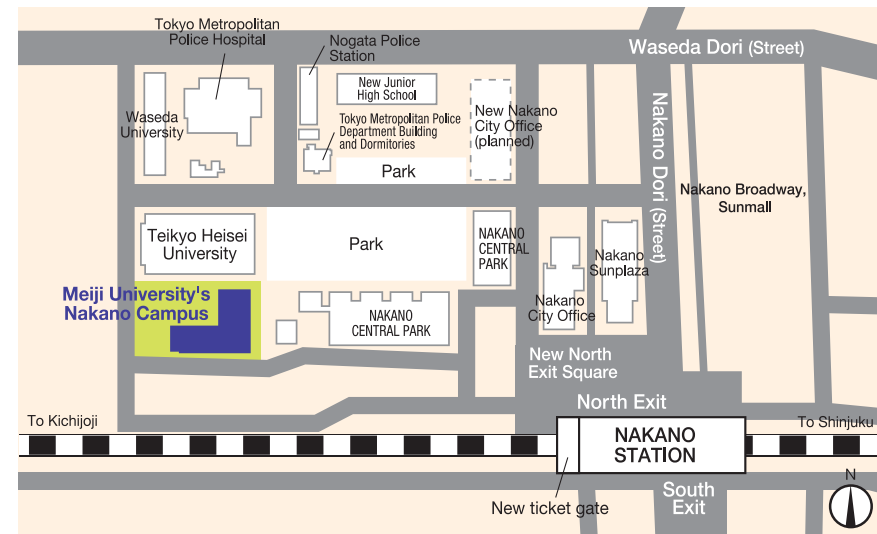 Tokyo Metropolitan
Police Hospital
Nogata Police
Station
Waseda Dori (Street)
New Junior
High School
Waseda
University
New Nakano
City Office
(planned)
Tokyo Metropolitan Police
Department Building
and Dormitories
Park
Nakano Dori (Street)
Nakano Broadway,
Sunmall
Teikyo Heisei
University
Park
NAKANO
CENTRAL
PARK
Nakano
Sunplaza
Meiji University's
Nakano Campus
NAKANO
CENTRAL PARK
Nakano
City Office
New North
Exit Square
North Exit
To Kichijoji
To Shinjuku
NAKANO
STATION
N
New ticket gate
South
Exit